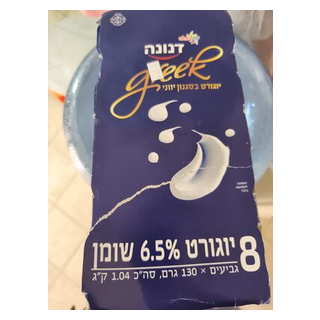 דנונה
greek
יוגורט בסגנון יווני
8 יוגורט 6.5% שומן
גביעים × 130 גרם, סה"כ 1.04 ק"ג